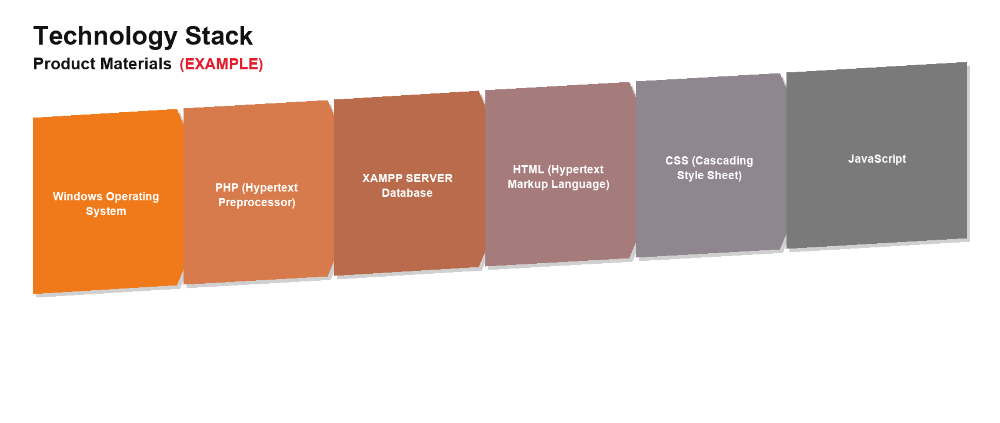 Technology Stack
Product Materials (EXAMPLE)
Windows Operating
System
PHP (Hypertext
Preprocessor)
XAMPP SERVER
Database
HTML (Hypertext
Markup Language)
CSS (Cascading
Style Sheet)
JavaScript